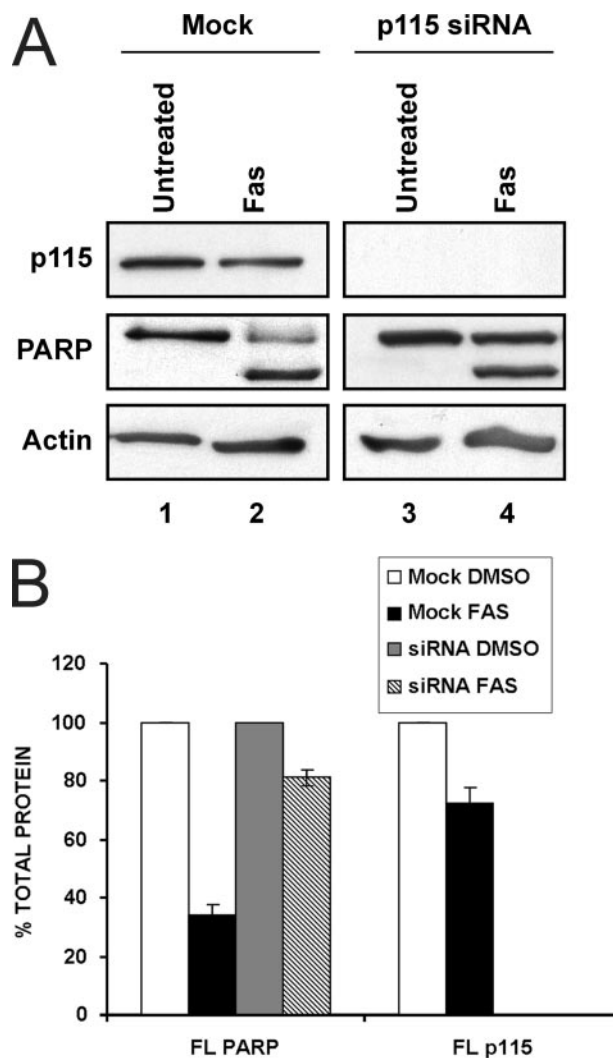 A
Mock
p115 siRNA
Untreated
Fas
Untreated
Fas
p115
PARP
Actin
1 2 3 4
B
Mock DMSO
Mock FAS
siRNA DMSO
siRNA FAS
% TOTAL PROTEIN
120
100
80
60
40
20
0
FL PARP
FL p115